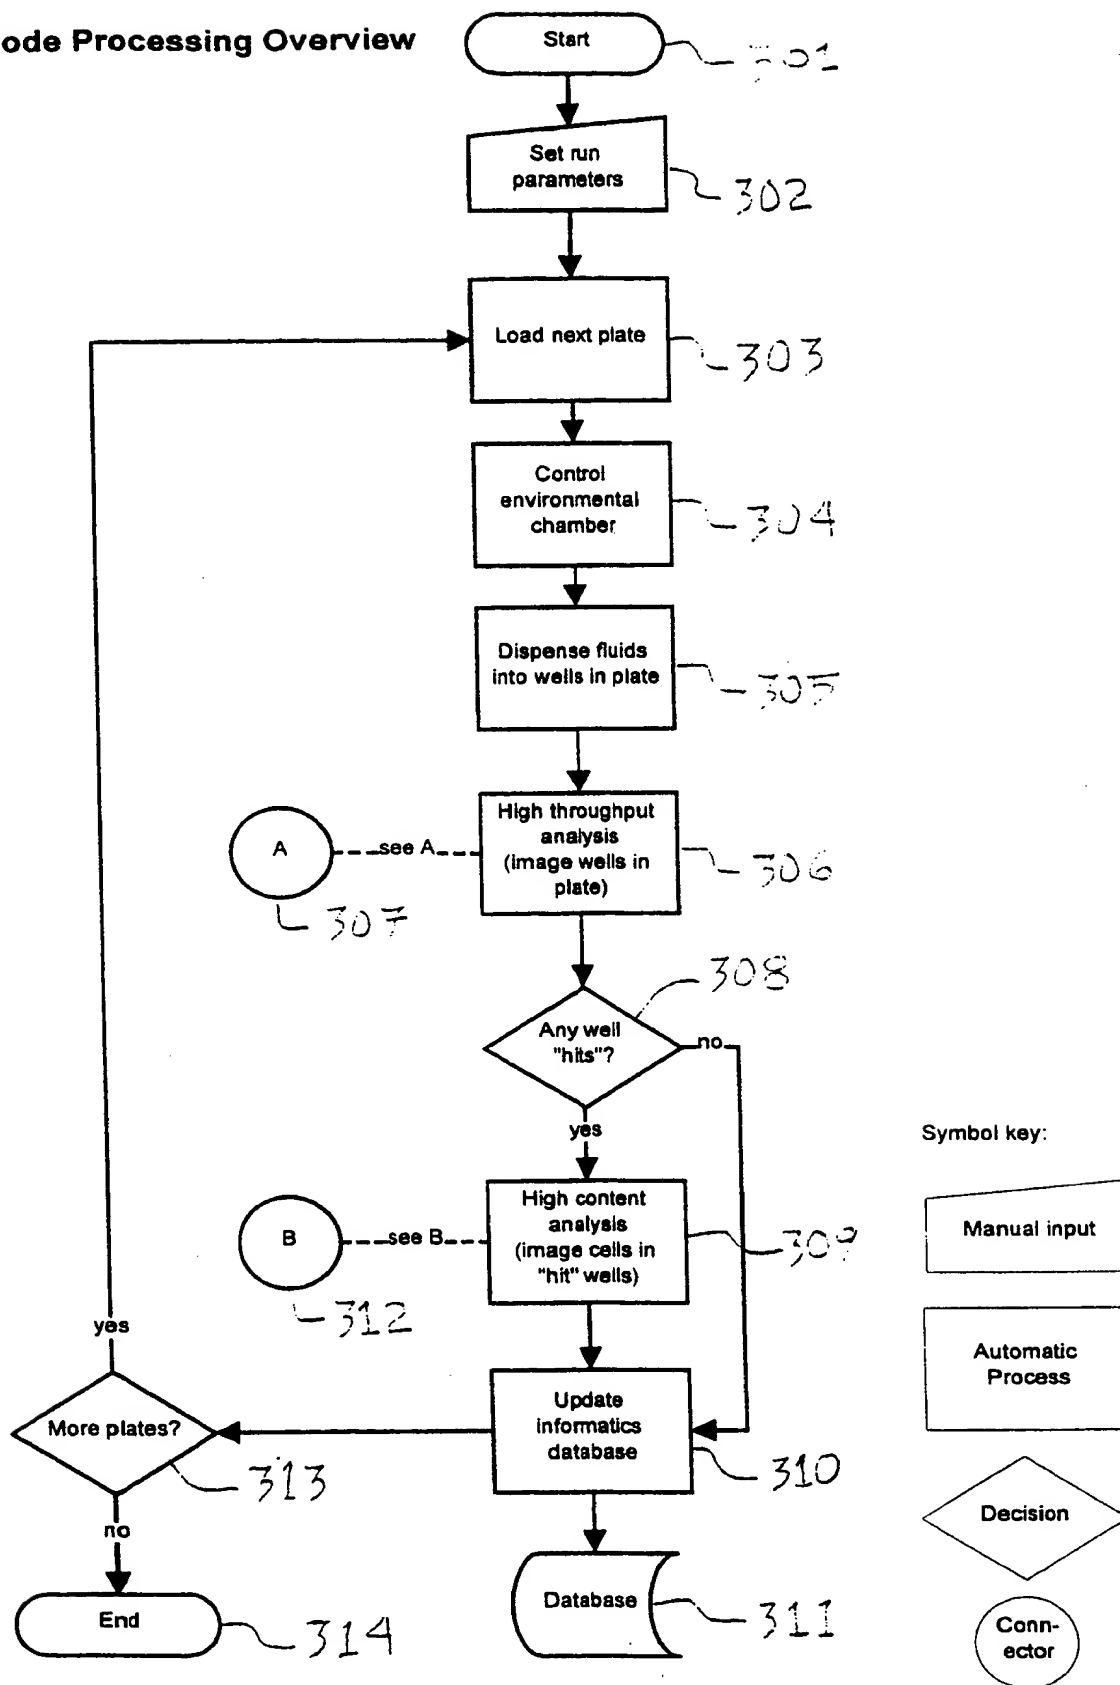 ode Processing Overview
Start
301
Set run
parameters
302
Load next plate
303
Control
environmental
chamber
304
Dispense fluids
into wells in plate
305
High throughput
analysis
(image wells in
plate)
306
A
see A
307
308
Any well
"hits"?
no
yes
High content
analysis
(image cells in
"hit" wells)
309
B
see B
312
yes
More plates?
313
no
End
314
Update
informatics
database
310
Database
311
Symbol key:
Manual input
Automatic
Process
Decision
Conn-
ector